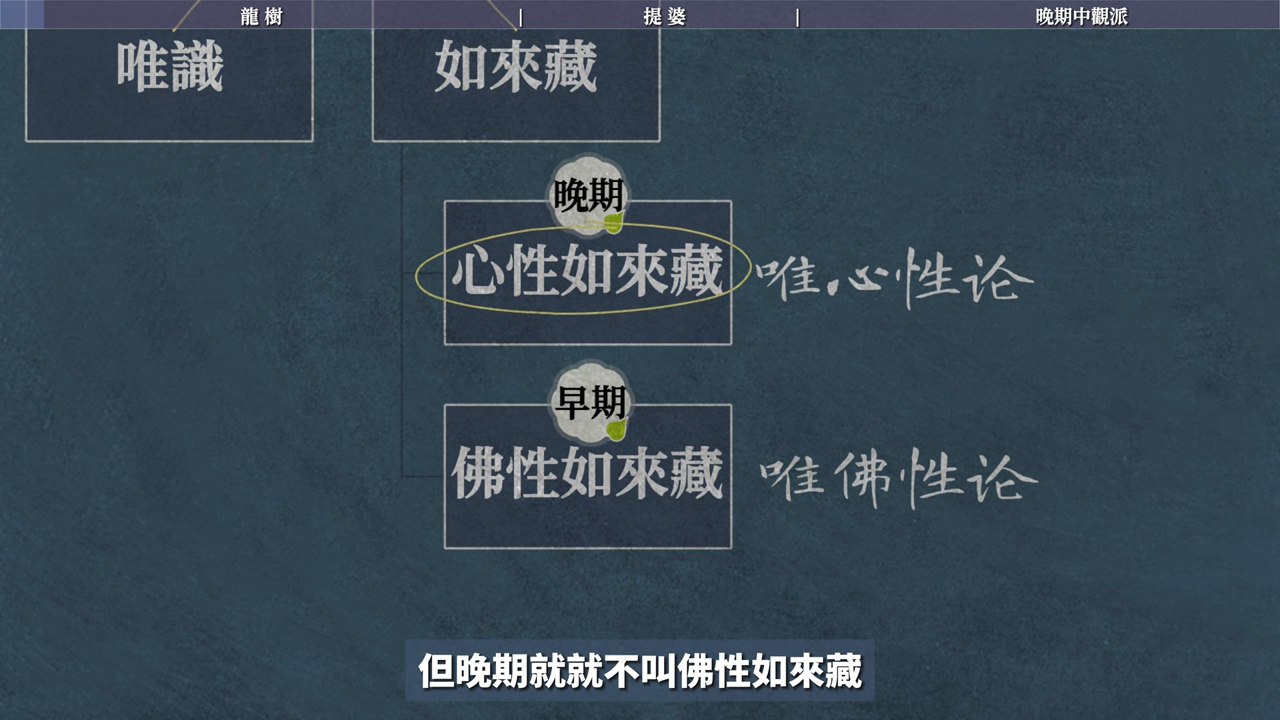 龍樹 | 提婆 | 晚期中觀派
唯識
如來藏
晚期
心性如來藏
唯心性论
早期
佛性如來藏
唯佛性论
但晚期就就不叫佛性如來藏